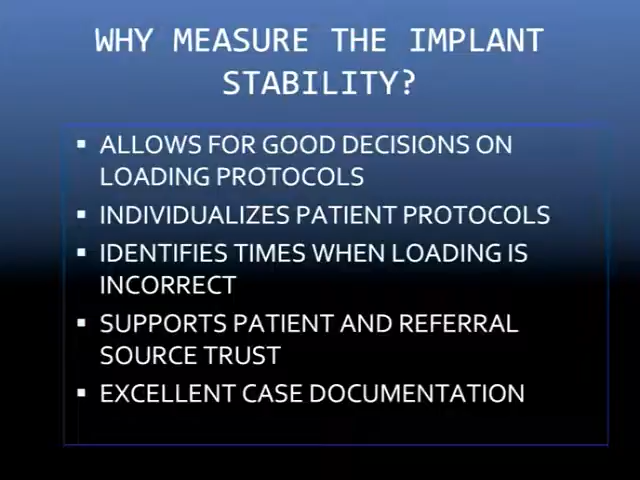 WHY MEASURE THE IMPLANT
STABILITY?
▪ ALLOWS FOR GOOD DECISIONS ON
LOADING PROTOCOLS
▪ INDIVIDUALIZES PATIENT PROTOCOLS
▪ IDENTIFIES TIMES WHEN LOADING IS
INCORRECT
▪ SUPPORTS PATIENT AND REFERRAL
SOURCE TRUST
▪ EXCELLENT CASE DOCUMENTATION